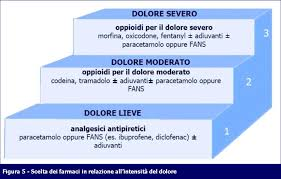 DOLORE SEVERO
oppioidi per il dolore severo
morfina, oxicodone, fentanyl ± adiuvanti ±
paracetamolo oppure FANS
3
DOLORE MODERATO
oppioidi per il dolore moderato
codeina, tramadolo ± adiuvanti± paracetamolo oppure
FANS
2
DOLORE LIEVE
analgesici antipiretici
paracetamolo oppure FANS (es. ibuprofene, diclofenac) ±
adiuvanti
1
Figura 5 - Scelta dei farmaci in relazione all'intensità del dolore